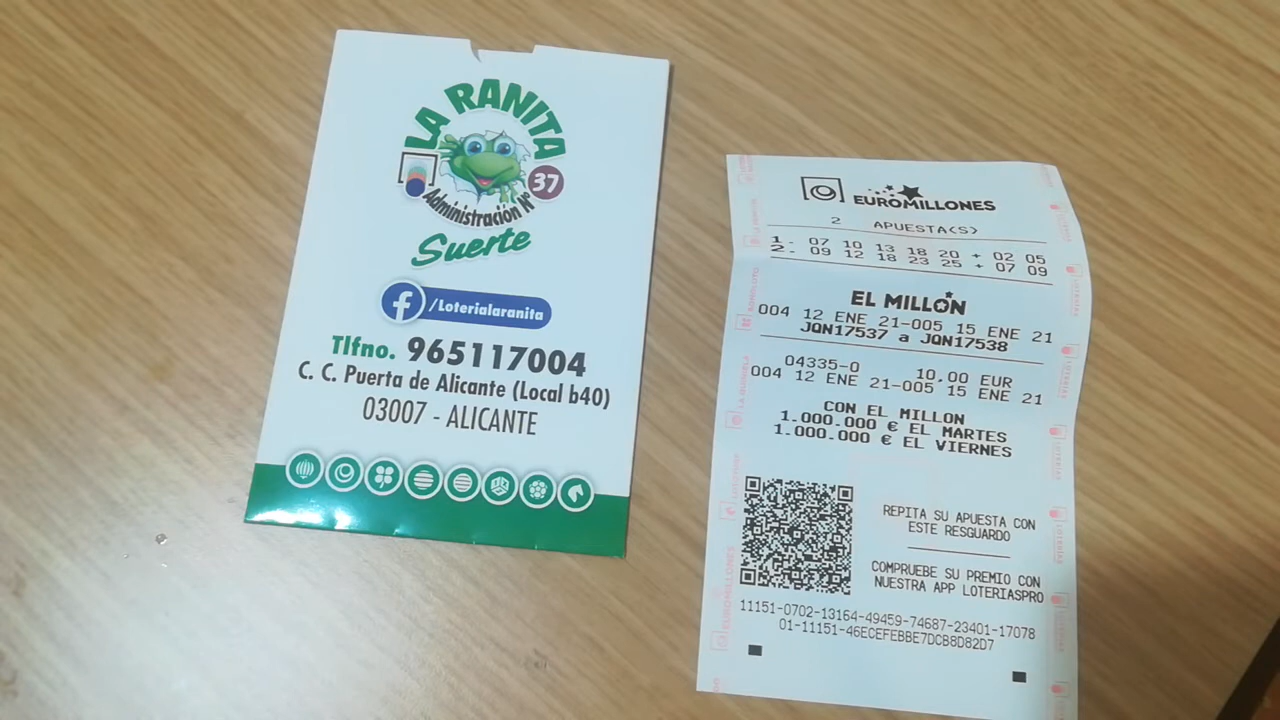 LA RANITA
37
Administración Nº
Suerte
f /Loterialaranita
Tlfno. 965117004
C. C. Puerta de Alicante (Local b40)
03007 - ALICANTE
EUROMILLONES
2 APUESTA(S)
1.- 07 10 13 18 20 + 02 05
2.- 09 12 18 23 25 + 07 09
EL MILLÓN
004 12 ENE 21-005 15 ENE 21
JQN17537 a JQN17538
04335-0 10,00 EUR
004 12 ENE 21-005 15 ENE 21
CON EL MILLON
1.000.000 € EL MARTES
1.000.000 € EL VIERNES
REPITA SU APUESTA CON
ESTE RESGUARDO
COMPRUEBE SU PREMIO CON
NUESTRA APP LOTERIASPRO
11151-0702-13164-49459-74687-23401-17078
01-11151-46ECEFEBBE7DCB8D82D7